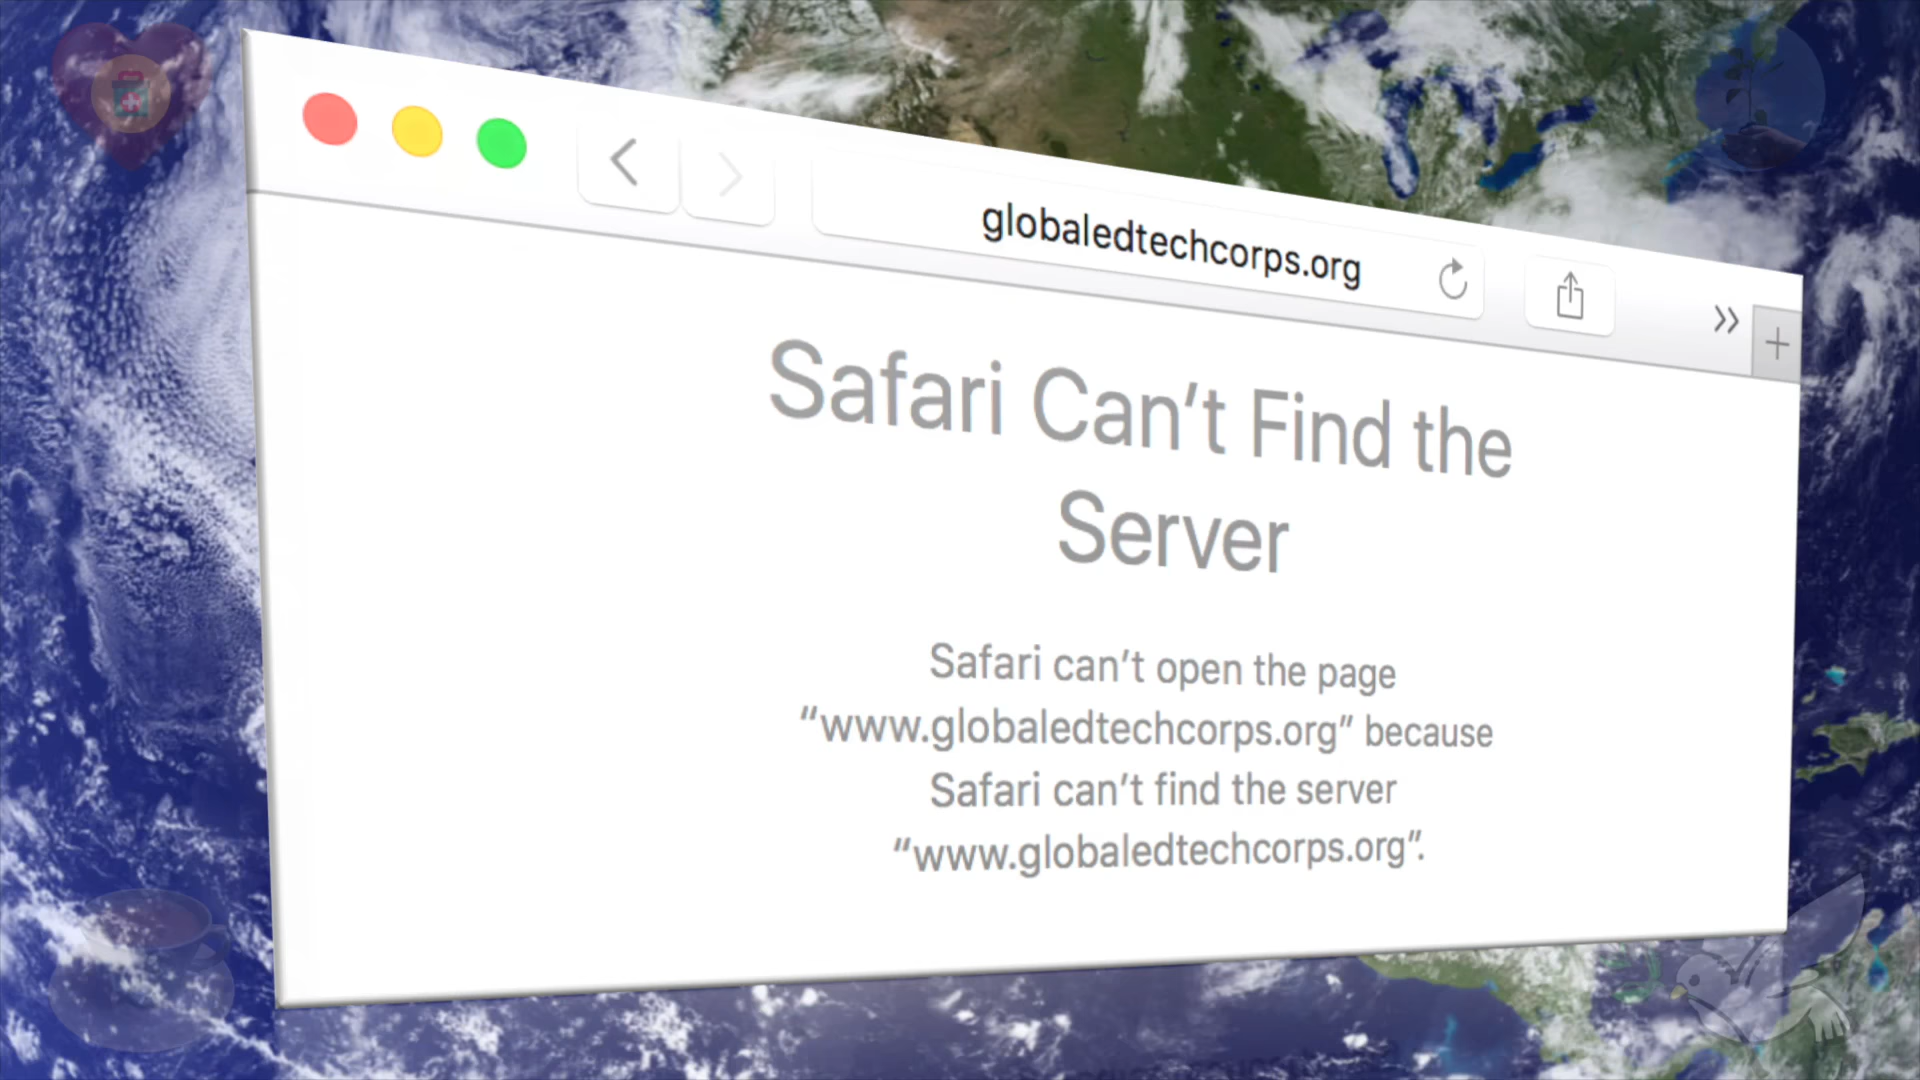 globaledtechcorps.org
Safari Can’t Find the
Server
Safari can’t open the page
“www.globaledtechcorps.org” because
Safari can’t find the server
“www.globaledtechcorps.org”.